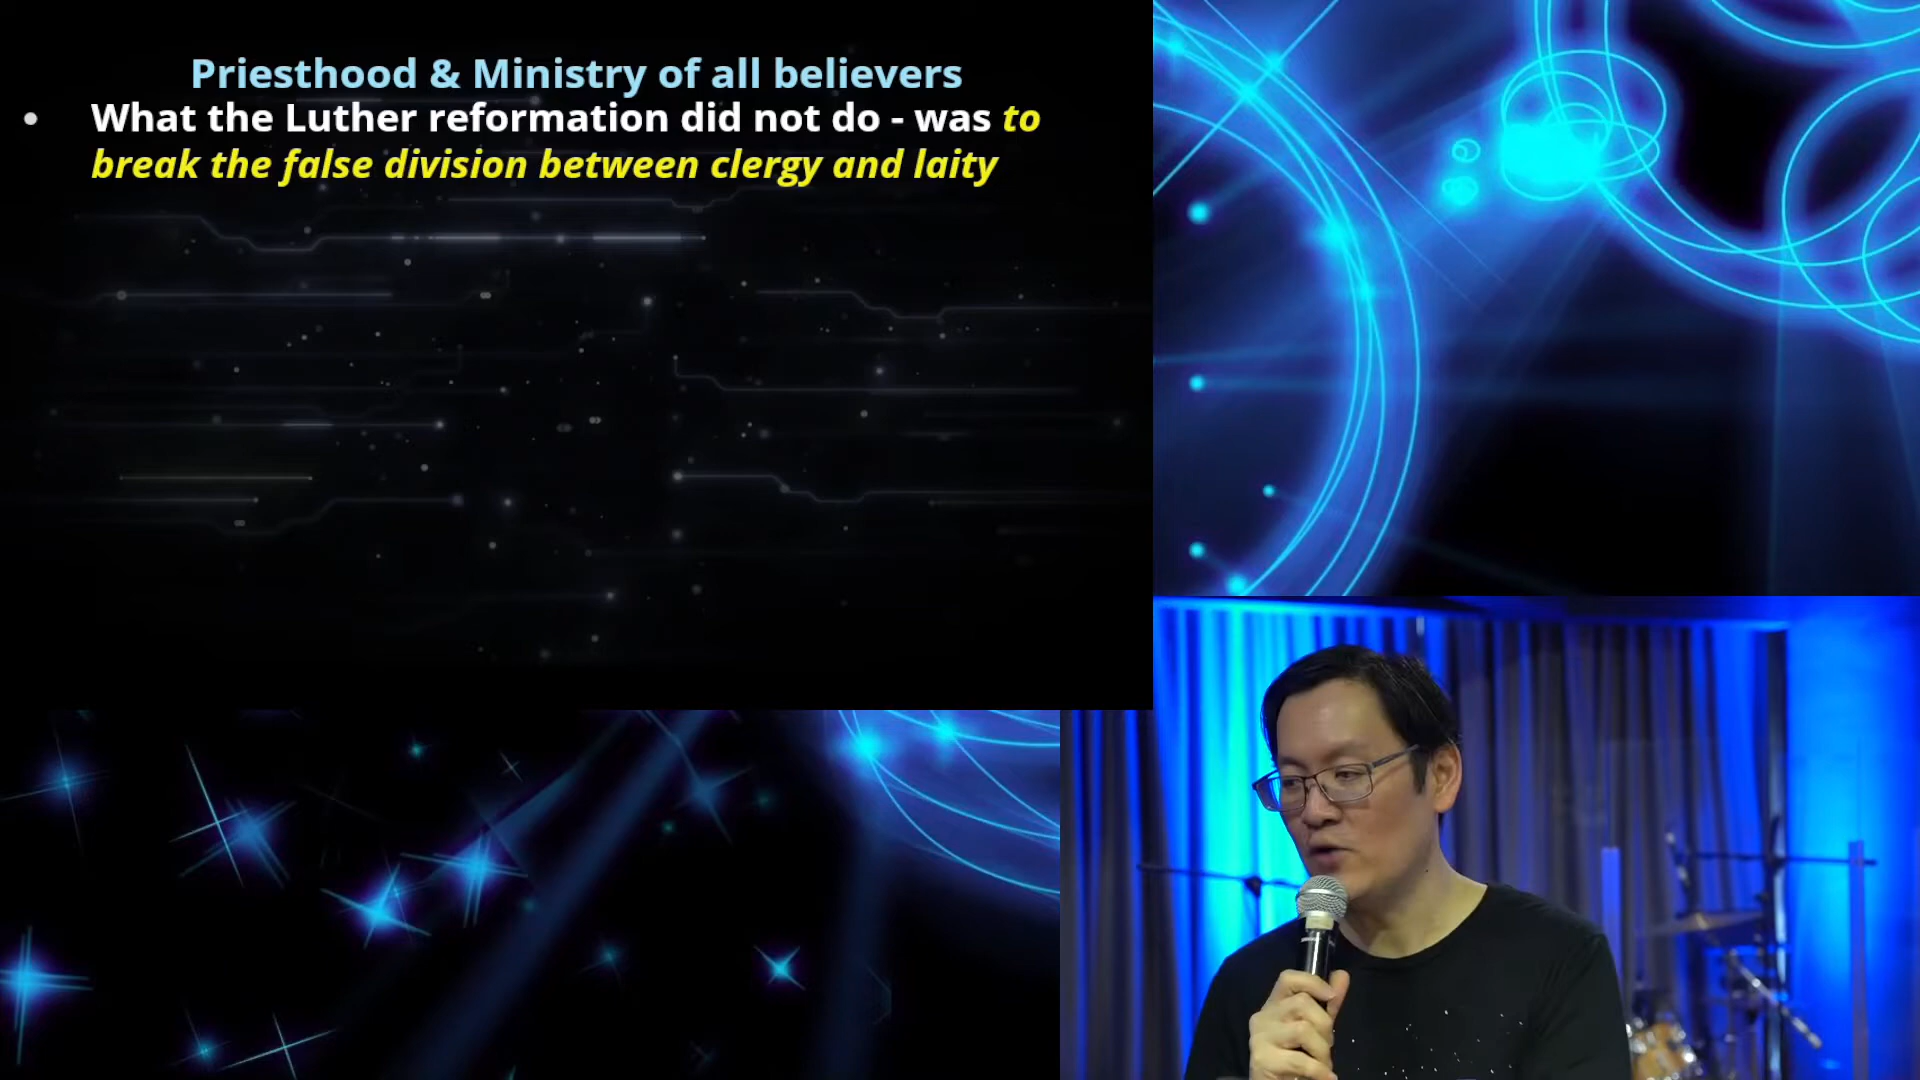 Priesthood & Ministry of all believers
• What the Luther reformation did not do - was to
break the false division between clergy and laity